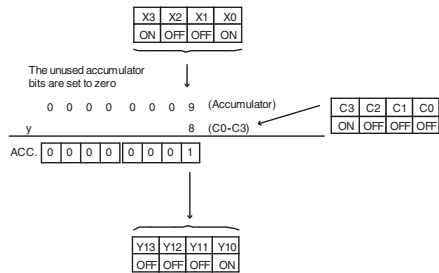 X3 X2 X1 X0
ON OFF OFF ON
The unused accumulator
bits are set to zero
0 0 0 0 0 0 0 9 (Accumulator)
y 8 (C0-C3)
C3 C2 C1 C0
ON OFF OFF OFF
ACC. 0 0 0 0 0 0 0 1
Y13 Y12 Y11 Y10
OFF OFF OFF ON